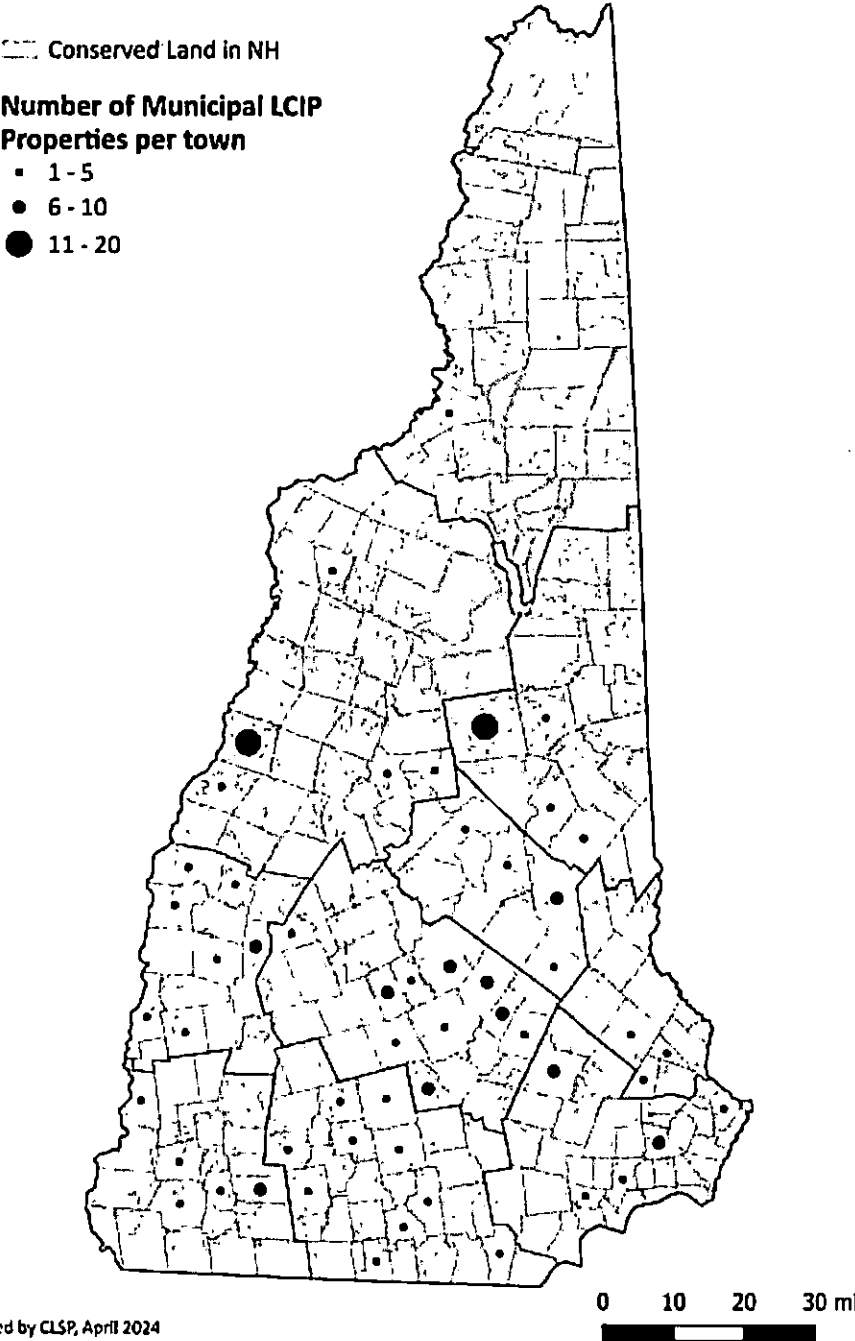 Conserved Land in NH
Number of Municipal LCIP
Properties per town
1 - 5
6 - 10
11 - 20
0 10 20 30 mi
ed by CLSP, April 2024